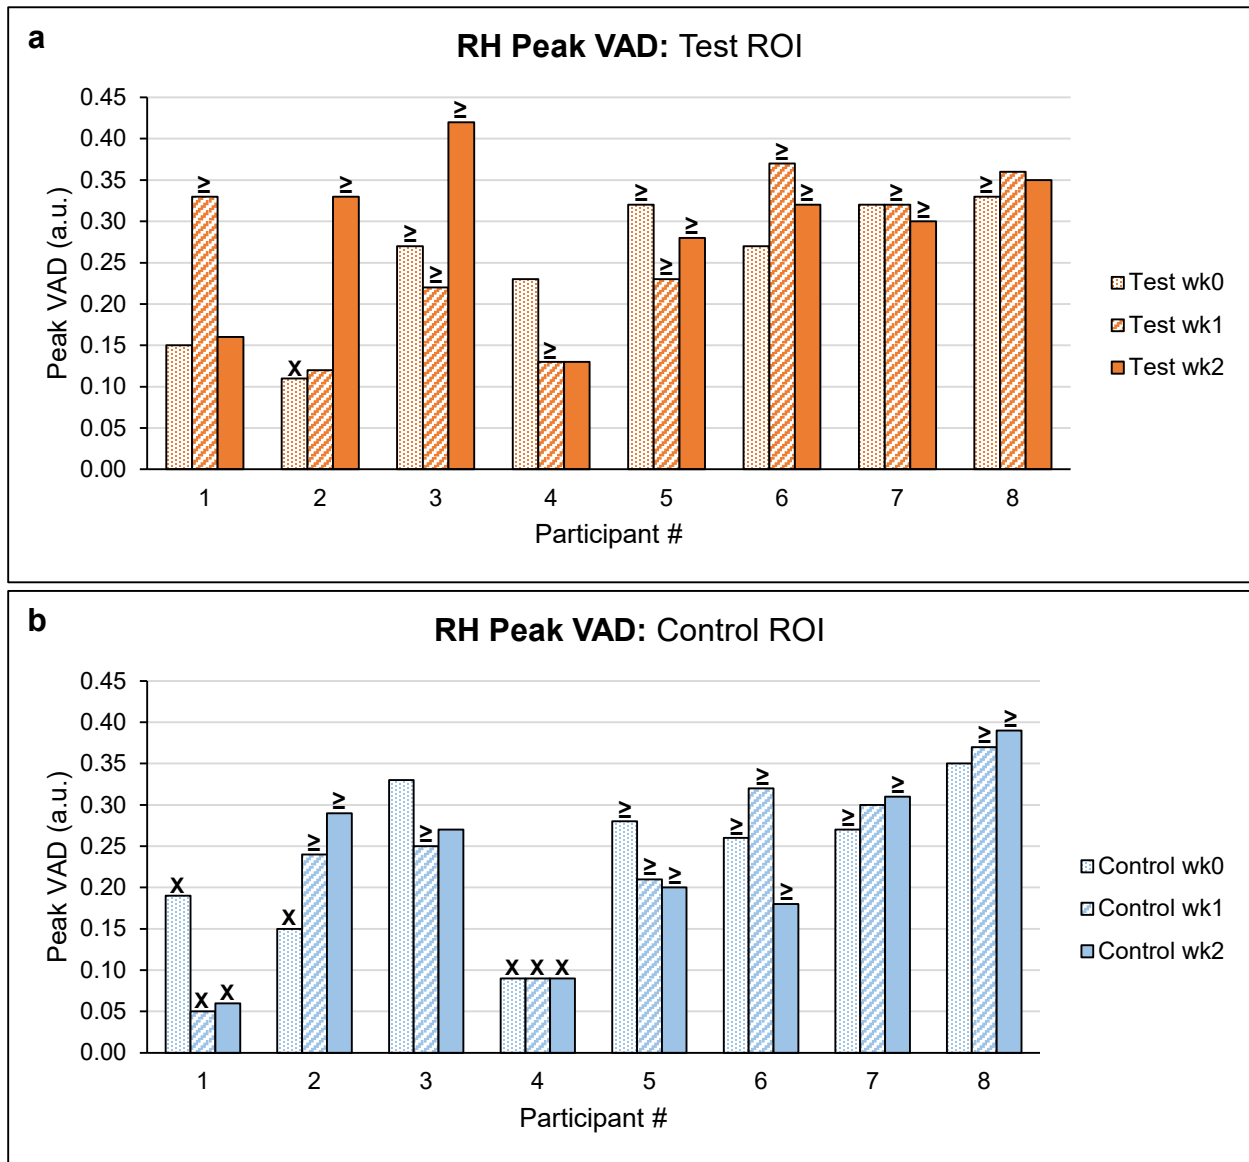 a
RH Peak VAD: Test ROI
Peak VAD (a.u.)
0.45
0.40
0.35
0.30
0.25
0.20
0.15
0.10
0.05
0.00
≥
X
≥
≥
≥
≥
≥
≥
≥
≥
≥
≥
≥
≥
≥
1 2 3 4 5 6 7 8
Participant #
Test wk0
Test wk1
Test wk2
b
RH Peak VAD: Control ROI
Peak VAD (a.u.)
0.45
0.40
0.35
0.30
0.25
0.20
0.15
0.10
0.05
0.00
X
X
X
X
≥
≥
≥
X X X
≥
≥
≥
≥
≥
≥
≥
≥
≥
≥
1 2 3 4 5 6 7 8
Participant #
Control wk0
Control wk1
Control wk2